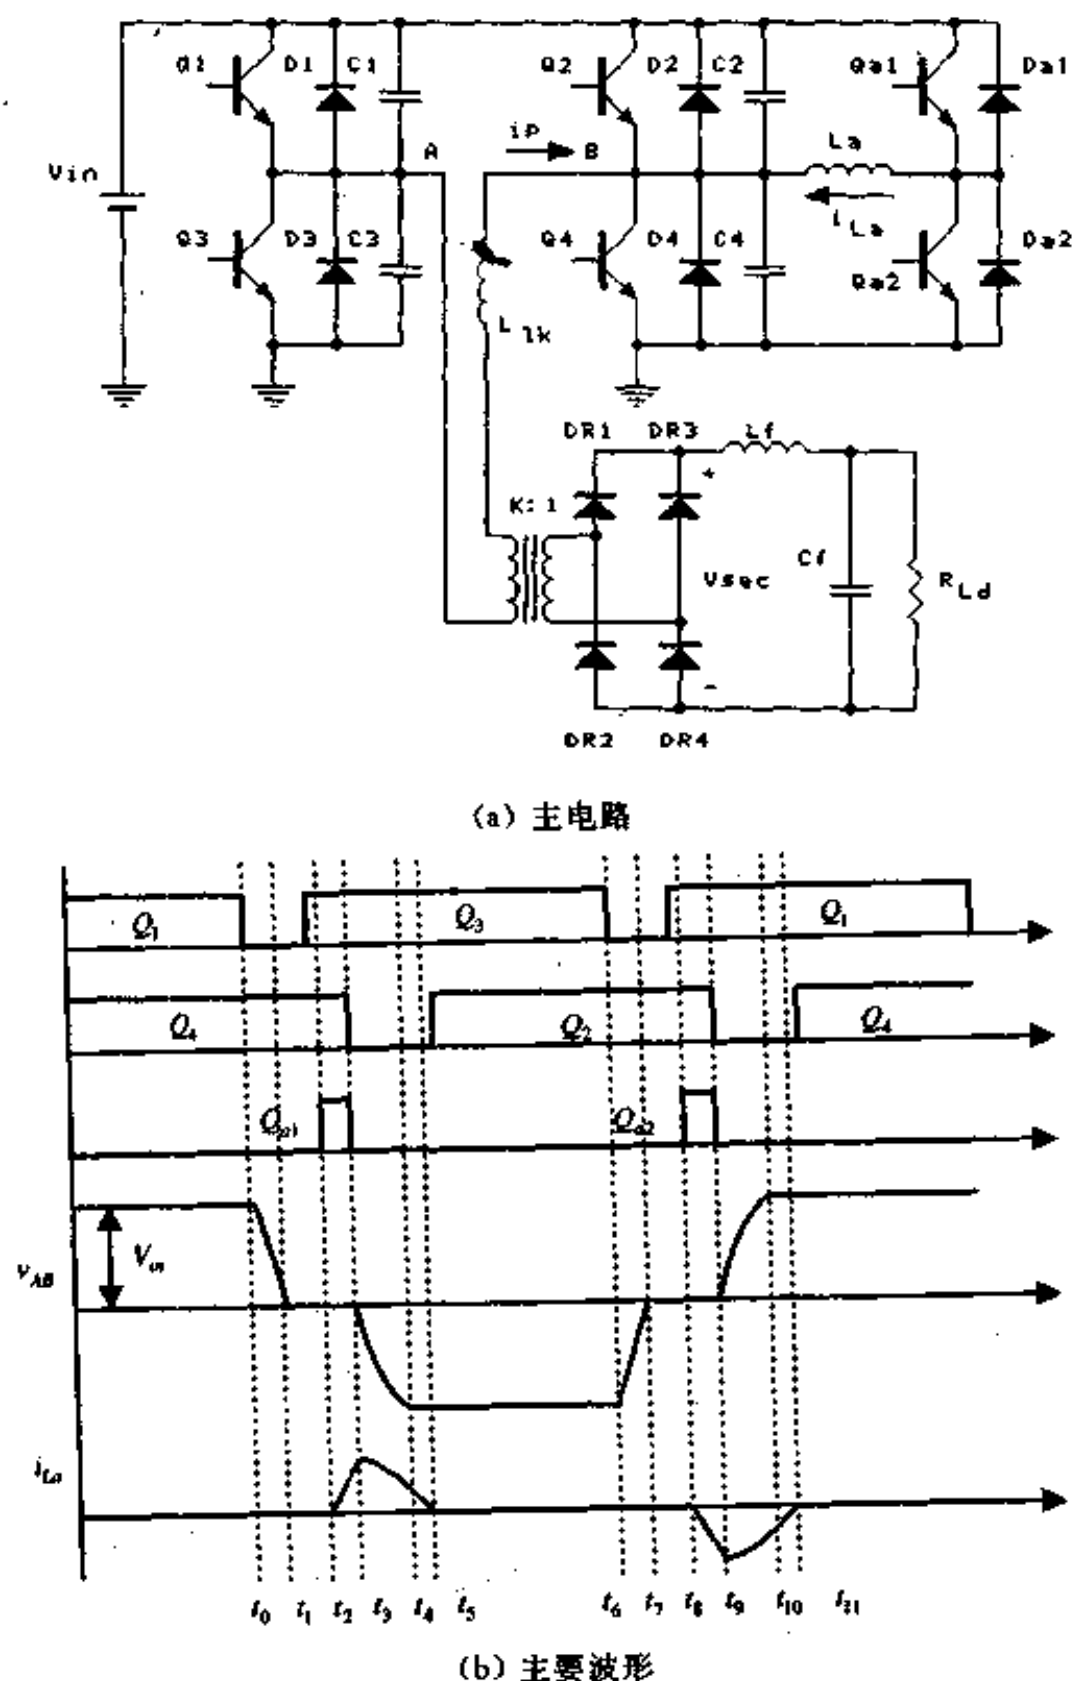 Q1 D1 C1 Q2 D2 C2 Qa1 Da1
Vin A iP B La
Q3 D3 C3 Q4 D4 C4 iLa Qa2 Da2
Llk
DR1 DR3 Lf
+
K:1 Vsec Cf RLd
-
DR2 DR4
(a) 主电路
Q1 Q3 Q1
Q4 Q2 Q4
Qa1 Qa2
vAB Vin
iLa
t0 t1 t2 t3 t4 t5 t6 t7 t8 t9 t10 t11
(b) 主要波形